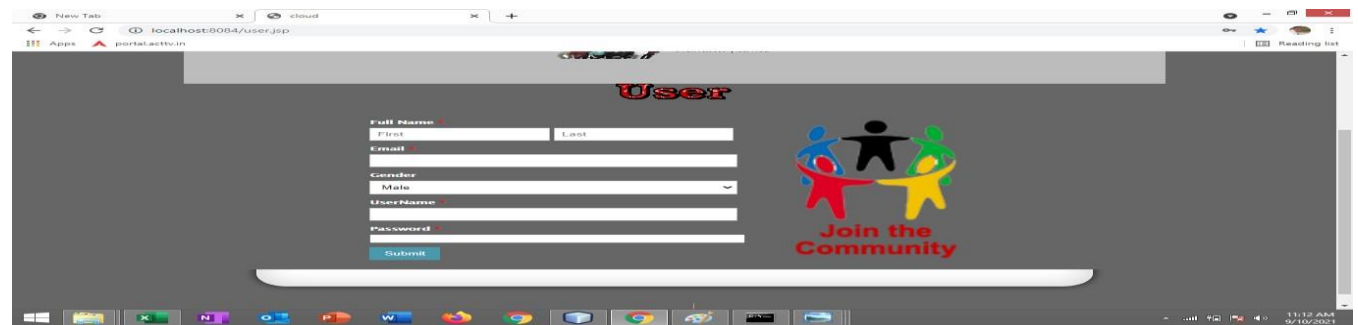 New Tab
cloud
localhost:8084/user.jsp
Apps portal.acttv.in
Reading list
User
Full Name *
First Last
Email *
Gender
Male
UserName *
Password *
Submit
Join the
Community
11:12 AM
9/10/2021